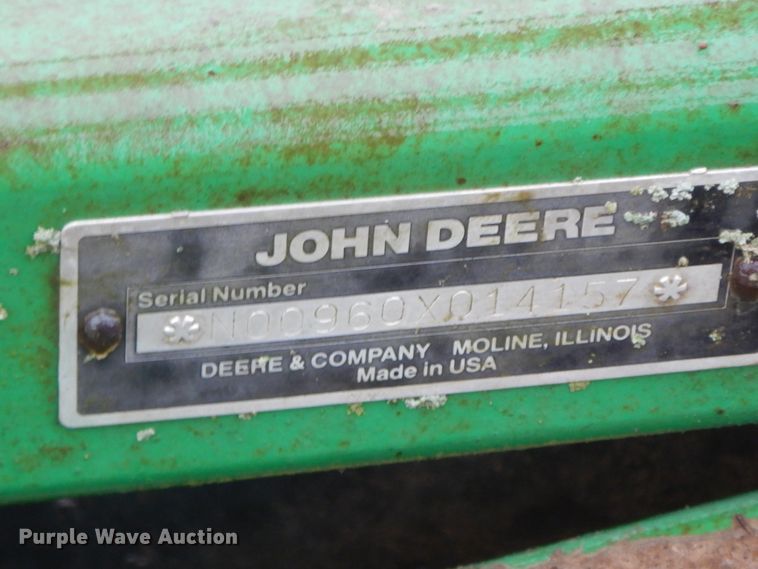 JOHN DEERE
Serial Number
*N00960X014157*
DEERE & COMPANY MOLINE, ILLINOIS
Made in USA
Purple Wave Auction